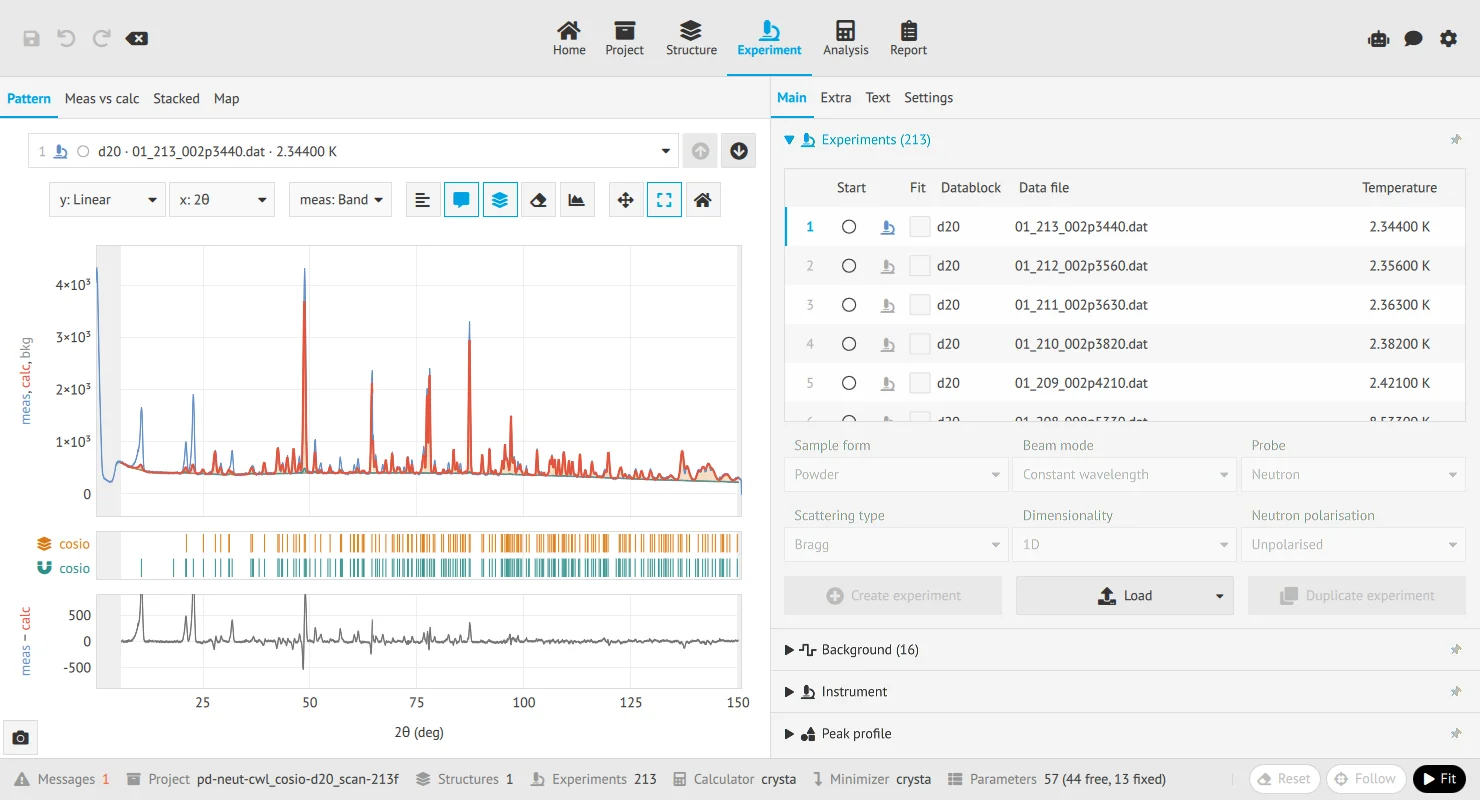 Home Project Structure Experiment Analysis Report
Pattern Meas vs calc Stacked Map
1 d20 · 01_213_002p3440.dat · 2.34400 K
y: Linear x: 2θ meas: Band
4×10³
3×10³
2×10³
1×10³
0
meas, calc, bkg
cosio
cosio
500
0
-500
meas − calc
25 50 75 100 125 150
2θ (deg)
Main Extra Text Settings
Experiments (213)
Start Fit Datablock Data file Temperature
1 d20 01_213_002p3440.dat 2.34400 K
2 d20 01_212_002p3560.dat 2.35600 K
3 d20 01_211_002p3630.dat 2.36300 K
4 d20 01_210_002p3820.dat 2.38200 K
5 d20 01_209_002p4210.dat 2.42100 K
Sample form Beam mode Probe
Powder Constant wavelength Neutron
Scattering type Dimensionality Neutron polarisation
Bragg 1D Unpolarised
Create experiment Load Duplicate experiment
Background (16)
Instrument
Peak profile
Messages 1 Project pd-neut-cwl_cosio-d20_scan-213f Structures 1 Experiments 213 Calculator crysta Minimizer crysta Parameters 57 (44 free, 13 fixed) Reset Follow Fit